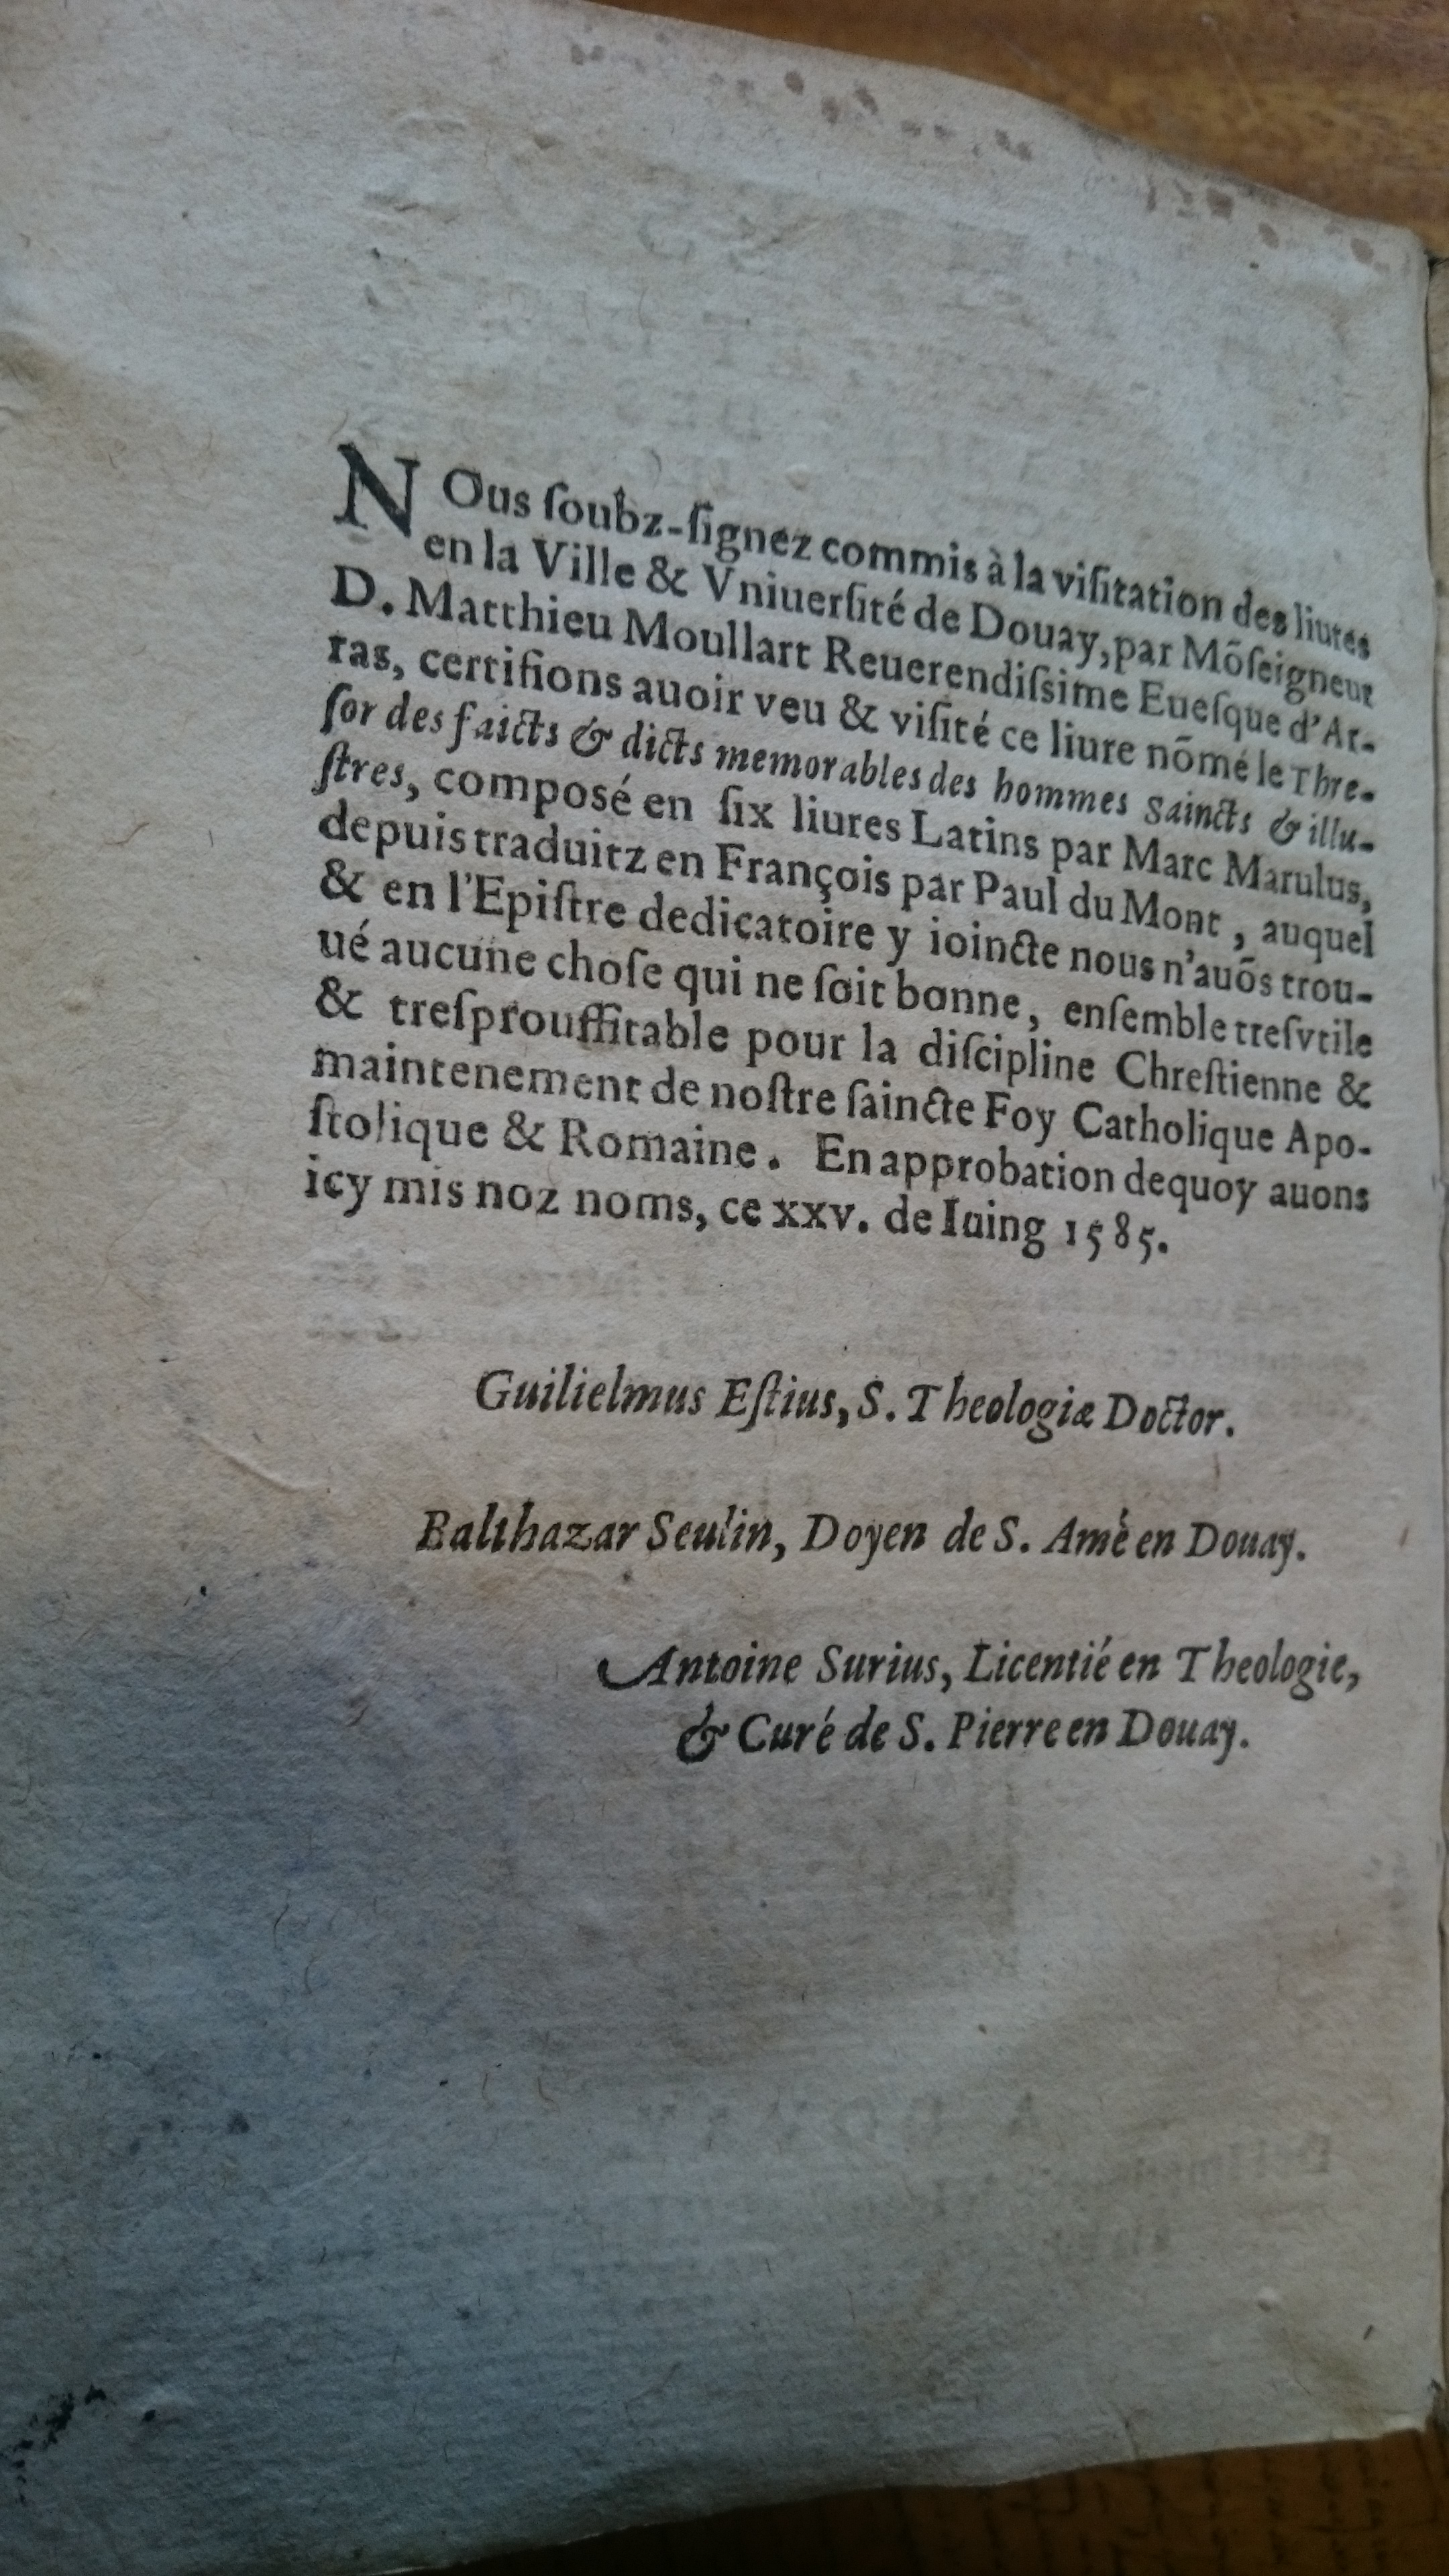 NOus ſoubz-ſignez commis à la viſitation des liures
en la Ville & Vniuerſité de Douay, par Mõſeigneur
D. Matthieu Moullart Reuerendiſsime Eueſque d'Ar-
ras, certifions auoir veu & viſité ce liure nõmé le Thre-
ſor des faicts & dicts memorables des hommes Saincts & illu-
ſtres, composé en ſix liures Latins par Marc Marulus,
depuis traduitz en François par Paul du Mont, auquel
& en l'Epiſtre dedicatoire y ioincte nous n'auõs trou-
ué aucune choſe qui ne ſoit bonne, enſemble treſvtile
& treſprouffitable pour la diſcipline Chreſtienne &
maintenement de noſtre ſaincte Foy Catholique Apo-
ſtolique & Romaine. En approbation dequoy auons
icy mis noz noms, ce xxv. de Iuing 1585.
Guilielmus Eſtius, S. Theologiæ Doctor.
Balthazar Seulin, Doyen de S. Amè en Douay.
Antoine Surius, Licentié en Theologie,
& Curé de S. Pierre en Douay.